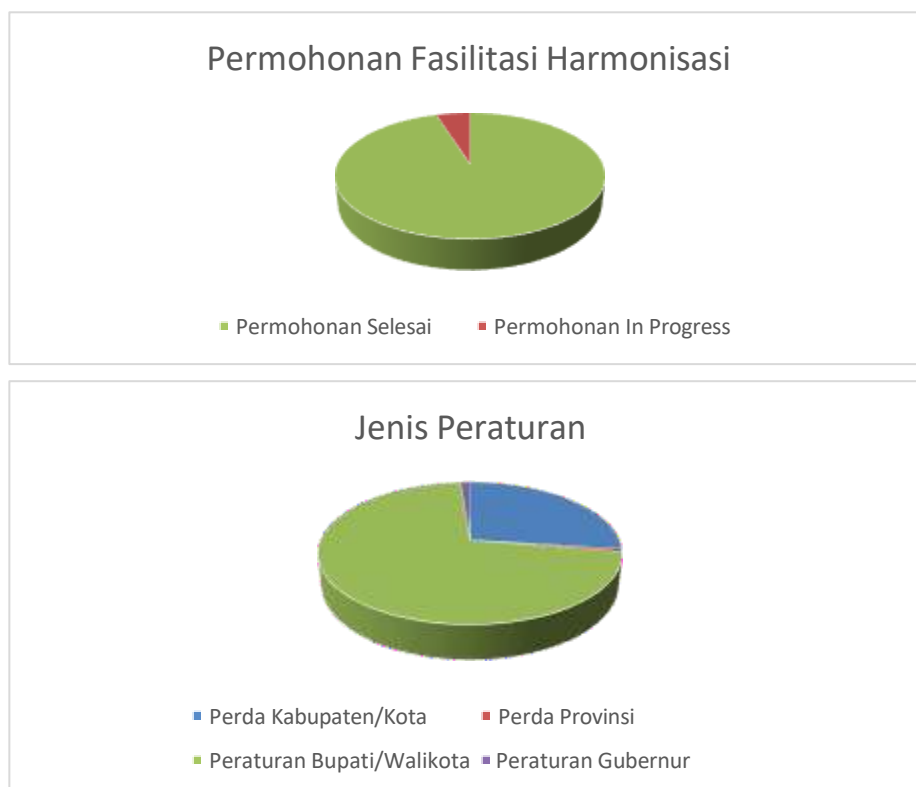 Permohonan Fasilitasi Harmonisasi
Permohonan Selesai Permohonan In Progress
Jenis Peraturan
Perda Kabupaten/Kota Perda Provinsi
Peraturan Bupati/Walikota Peraturan Gubernur